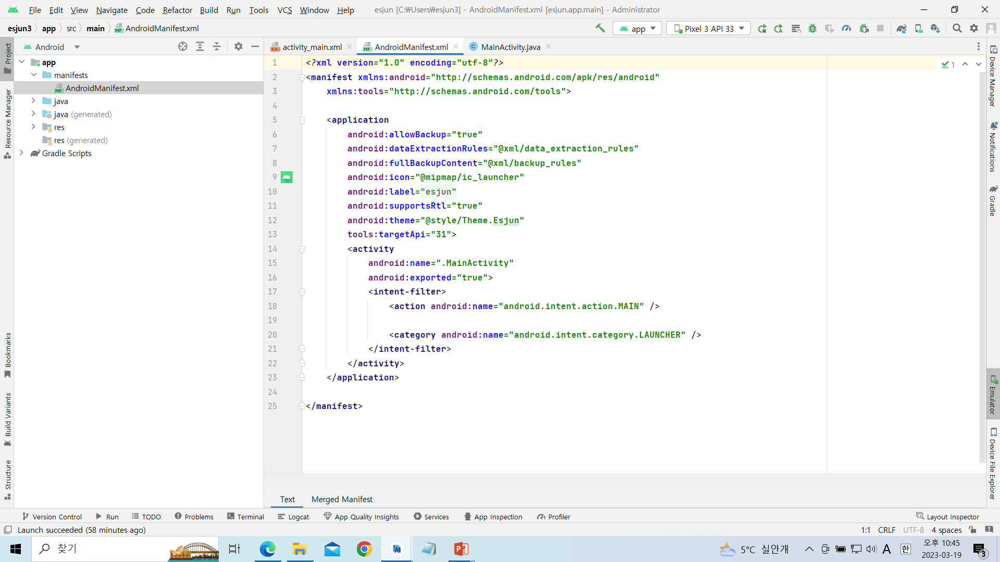 File Edit View Navigate Code Refactor Build Run Tools VCS Window Help esjun [C:₩Users₩esjun3] - AndroidManifest.xml [esjun.app.main] - Administrator
esjun3 app src main AndroidManifest.xml app Pixel 3 API 33
Project
Android
activity_main.xml AndroidManifest.xml MainActivity.java
app
manifests
AndroidManifest.xml
java
java (generated)
res
res (generated)
Gradle Scripts
Resource Manager
Bookmarks
Build Variants
Structure
1 <?xml version="1.0" encoding="utf-8"?>
2 <manifest xmlns:android="http://schemas.android.com/apk/res/android"
3 xmlns:tools="http://schemas.android.com/tools">
4
5 <application
6 android:allowBackup="true"
7 android:dataExtractionRules="@xml/data_extraction_rules"
8 android:fullBackupContent="@xml/backup_rules"
9 android:icon="@mipmap/ic_launcher"
10 android:label="esjun"
11 android:supportsRtl="true"
12 android:theme="@style/Theme.Esjun"
13 tools:targetApi="31">
14 <activity
15 android:name=".MainActivity"
16 android:exported="true">
17 <intent-filter>
18 <action android:name="android.intent.action.MAIN" />
19
20 <category android:name="android.intent.category.LAUNCHER" />
21 </intent-filter>
22 </activity>
23 </application>
24
25 </manifest>
1
Device Manager
Notifications
Gradle
Emulator
Device File Explorer
Text Merged Manifest
Version Control Run TODO Problems Terminal Logcat App Quality Insights Services App Inspection Profiler Layout Inspector
Launch succeeded (58 minutes ago) 1:1 CRLF UTF-8 4 spaces
찾기 5°C 실안개 A 한 오후 10:45
2023-03-19 3